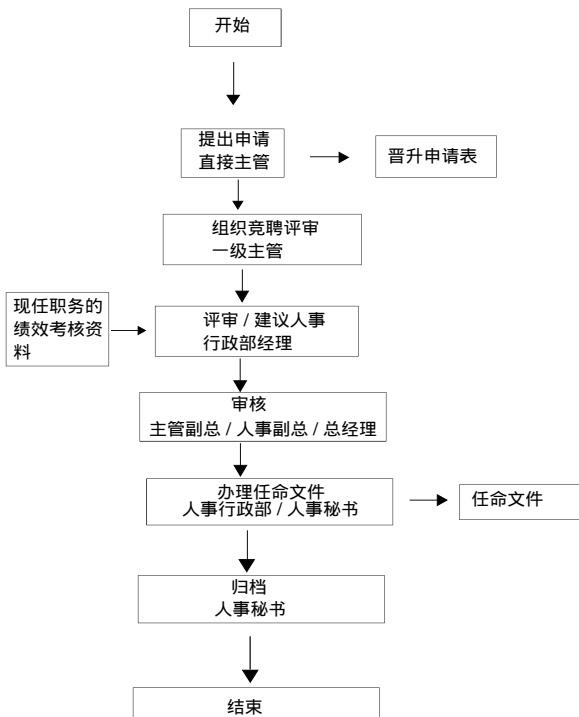 开始
提出申请
直接主管
晋升申请表
组织竞聘评审
一级主管
现任职务的
绩效考核资
料
评审 / 建议人事
行政部经理
审核
主管副总 / 人事副总 / 总经理
办理任命文件
人事行政部 / 人事秘书
任命文件
归档
人事秘书
结束